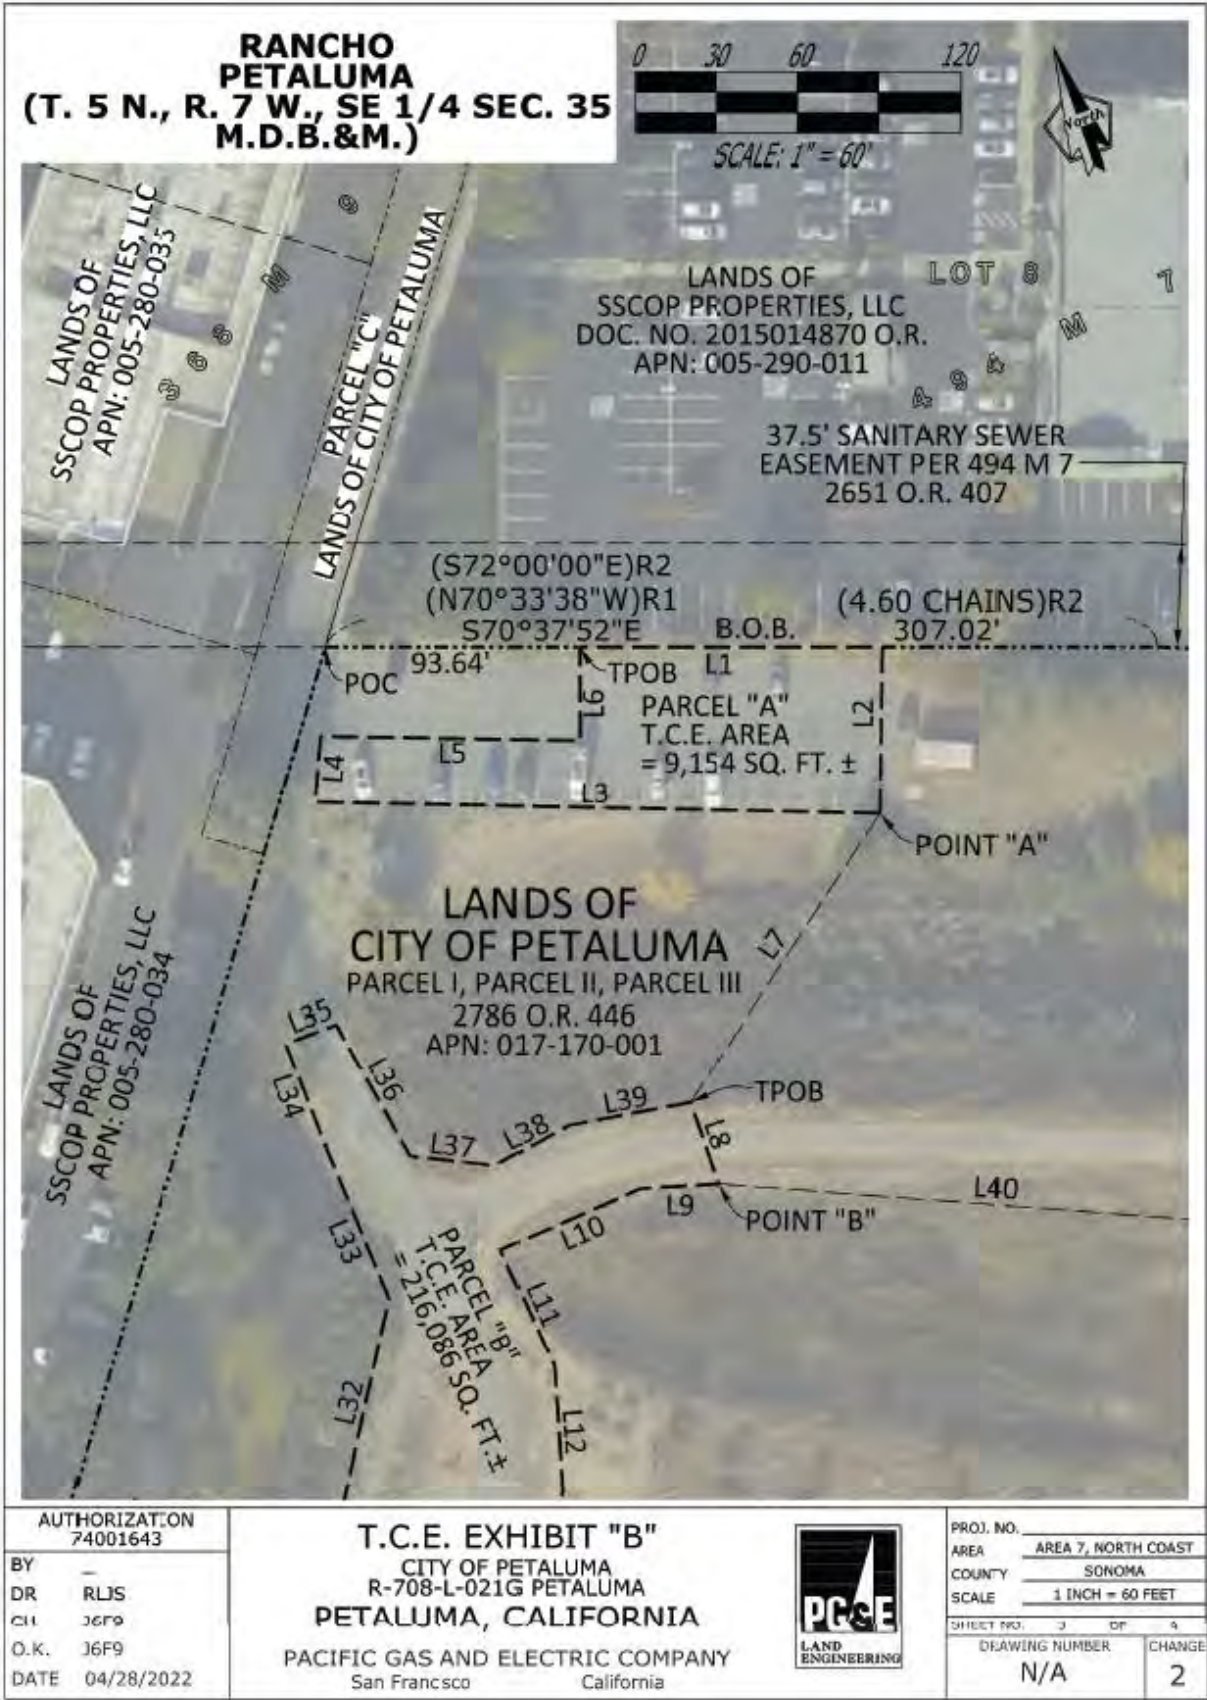 RANCHO
PETALUMA
(T. 5 N., R. 7 W., SE 1/4 SEC. 35
M.D.B.&M.)
0 30 60 120
SCALE: 1" = 60'
North
LANDS OF
SSCOP PROPERTIES, LLC
APN: 005-280-035
9
M
368
PARCEL "C"
LANDS OF CITY OF PETALUMA
LANDS OF
SSCOP PROPERTIES, LLC
DOC. NO. 2015014870 O.R.
APN: 005-290-011
LOT 8
494 M 7
37.5' SANITARY SEWER
EASEMENT PER 494 M 7
2651 O.R. 407
(S72°00'00"E)R2
(N70°33'38"W)R1
S70°37'52"E
B.O.B.
(4.60 CHAINS)R2
307.02'
93.64'
POC
TPOB
L1
L6
L2
PARCEL "A"
T.C.E. AREA
= 9,154 SQ. FT. ±
L4
L5
L3
POINT "A"
LANDS OF
CITY OF PETALUMA
PARCEL I, PARCEL II, PARCEL III
2786 O.R. 446
APN: 017-170-001
L7
LANDS OF
SSCOP PROPERTIES, LLC
APN: 005-280-034
L35
L36
L34
L39
TPOB
L38
L37
L8
L40
L9
POINT "B"
L10
L33
PARCEL "B"
T.C.E. AREA
= 216,086 SQ. FT.±
L11
L32
L12
AUTHORIZATION
74001643
BY _
DR RLJS
CH J6F9
O.K. J6F9
DATE 04/28/2022
T.C.E. EXHIBIT "B"
CITY OF PETALUMA
R-708-L-021G PETALUMA
PETALUMA, CALIFORNIA
PACIFIC GAS AND ELECTRIC COMPANY
San Francsco California
PG&E
LAND
ENGINEERING
PROJ. NO.
AREA AREA 7, NORTH COAST
COUNTY SONOMA
SCALE 1 INCH = 60 FEET
SHEET NO. 3 OF 4
DRAWING NUMBER
N/A
CHANGE
2